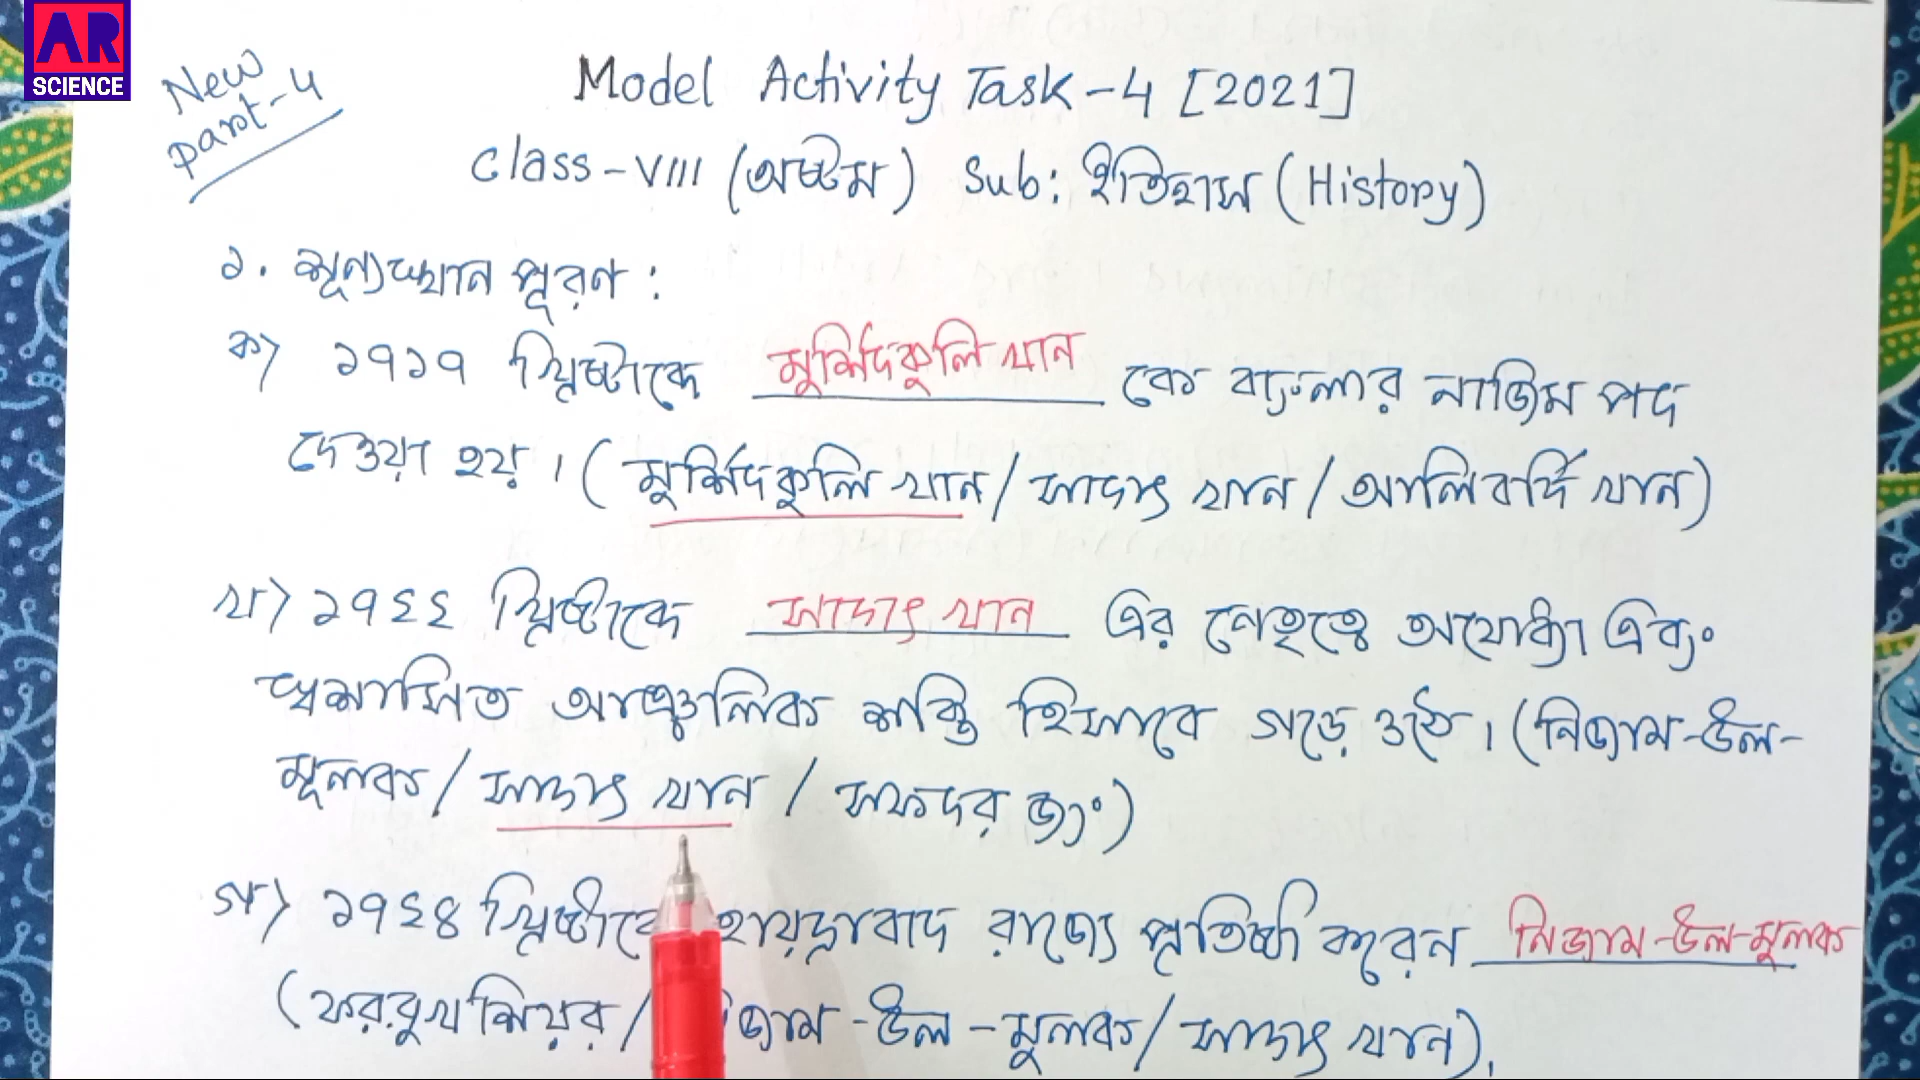 AR
SCIENCE
New
Part-4
Model Activity Task-4 [2021]
Class-VIII (অষ্টম) Sub: ইতিহাস (History)
১. শূন্যস্থান পূরণ :
ক) ১৭১৭ খ্রিষ্টাব্দে মুর্শিদকুলি খান কে বাংলার নাজিম পদ
দেওয়া হয়। (মুর্শিদকুলি খান/ সাদাৎ খান / আলিবর্দি খান)
খ) ১৭২২ খ্রিষ্টাব্দে সাদাৎ খান এর নেতৃত্বে অযোধ্যা এবং
স্বশাসিত আঞ্চলিক শক্তি হিসাবে গড়ে ওঠে। (নিজাম-উল-
মূলক / সাদাৎ খান / সফদর জং)
গ) ১৭২৪ খ্রিষ্টাব্দে হায়দ্রাবাদ রাজ্যে প্রতিষ্ঠা করেন নিজাম-উল-মুলক
(ফররুখশিয়র / জাম-উল-মুলক / সাদাৎ খান),